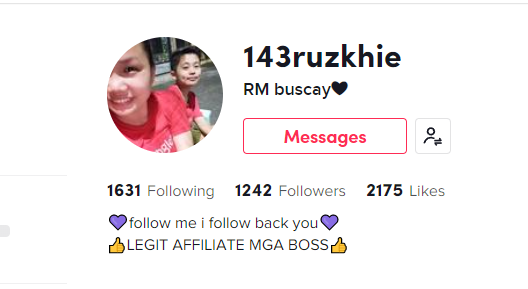 143ruzkhie
RM buscay🖤
Messages
1631 Following 1242 Followers 2175 Likes
💜follow me i follow back you💜
👍LEGIT AFFILIATE MGA BOSS👍